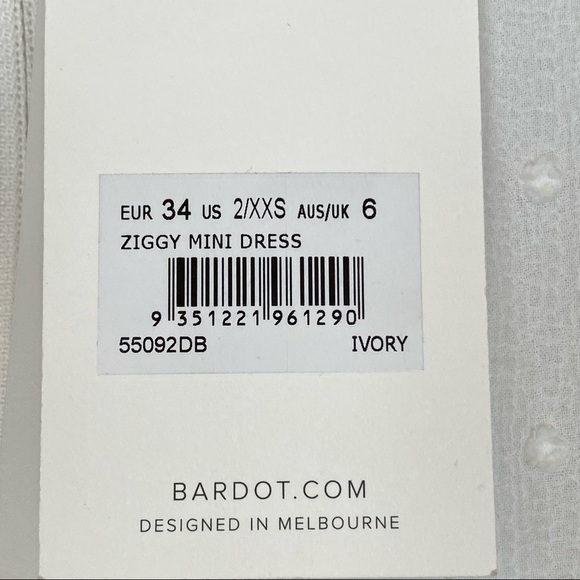 EUR 34 US 2/XXS AUS/UK 6
ZIGGY MINI DRESS
9 351221 961290
55092DB IVORY
BARDOT.COM
DESIGNED IN MELBOURNE